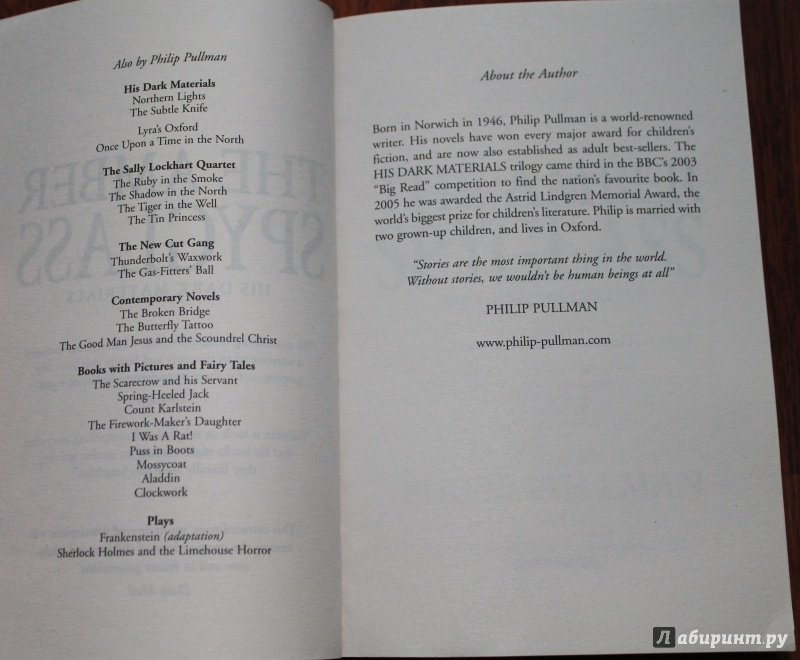 Also by Philip Pullman
His Dark Materials
Northern Lights
The Subtle Knife
Lyra's Oxford
Once Upon a Time in the North
The Sally Lockhart Quartet
The Ruby in the Smoke
The Shadow in the North
The Tiger in the Well
The Tin Princess
The New Cut Gang
Thunderbolt's Waxwork
The Gas-Fitters' Ball
Contemporary Novels
The Broken Bridge
The Butterfly Tattoo
The Good Man Jesus and the Scoundrel Christ
Books with Pictures and Fairy Tales
The Scarecrow and his Servant
Spring-Heeled Jack
Count Karlstein
The Firework-Maker's Daughter
I Was A Rat!
Puss in Boots
Mossycoat
Aladdin
Clockwork
Plays
Frankenstein (adaptation)
Sherlock Holmes and the Limehouse Horror
About the Author
Born in Norwich in 1946, Philip Pullman is a world-renowned
writer. His novels have won every major award for children's
fiction, and are now also established as adult best-sellers. The
HIS DARK MATERIALS trilogy came third in the BBC's 2003
"Big Read" competition to find the nation's favourite book. In
2005 he was awarded the Astrid Lindgren Memorial Award, the
world's biggest prize for children's literature. Philip is married with
two grown-up children, and lives in Oxford.
"Stories are the most important thing in the world.
Without stories, we wouldn't be human beings at all"
PHILIP PULLMAN
www.philip-pullman.com
Лабиринт.ру